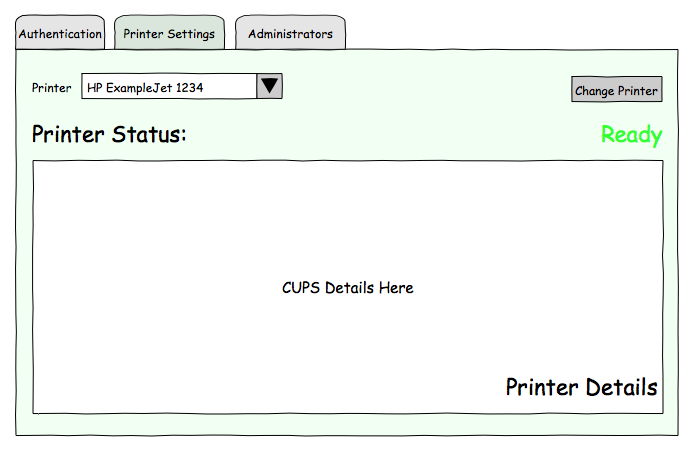 Authentication
Printer Settings
Administrators
Printer
HP ExampleJet 1234
Change Printer
Printer Status:
Ready
CUPS Details Here
Printer Details